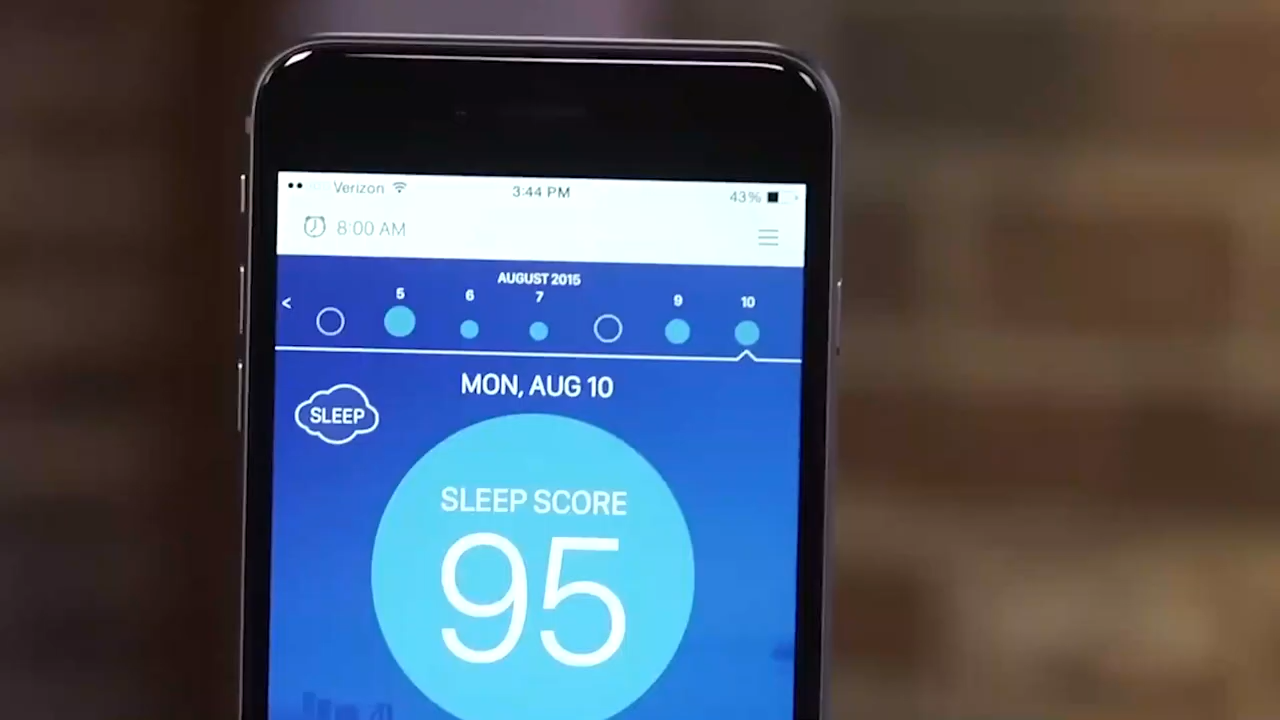 Verizon 3:44 PM 43%
8:00 AM
AUGUST 2015
< 5 6 7 9 10
MON, AUG 10
SLEEP
SLEEP SCORE
95